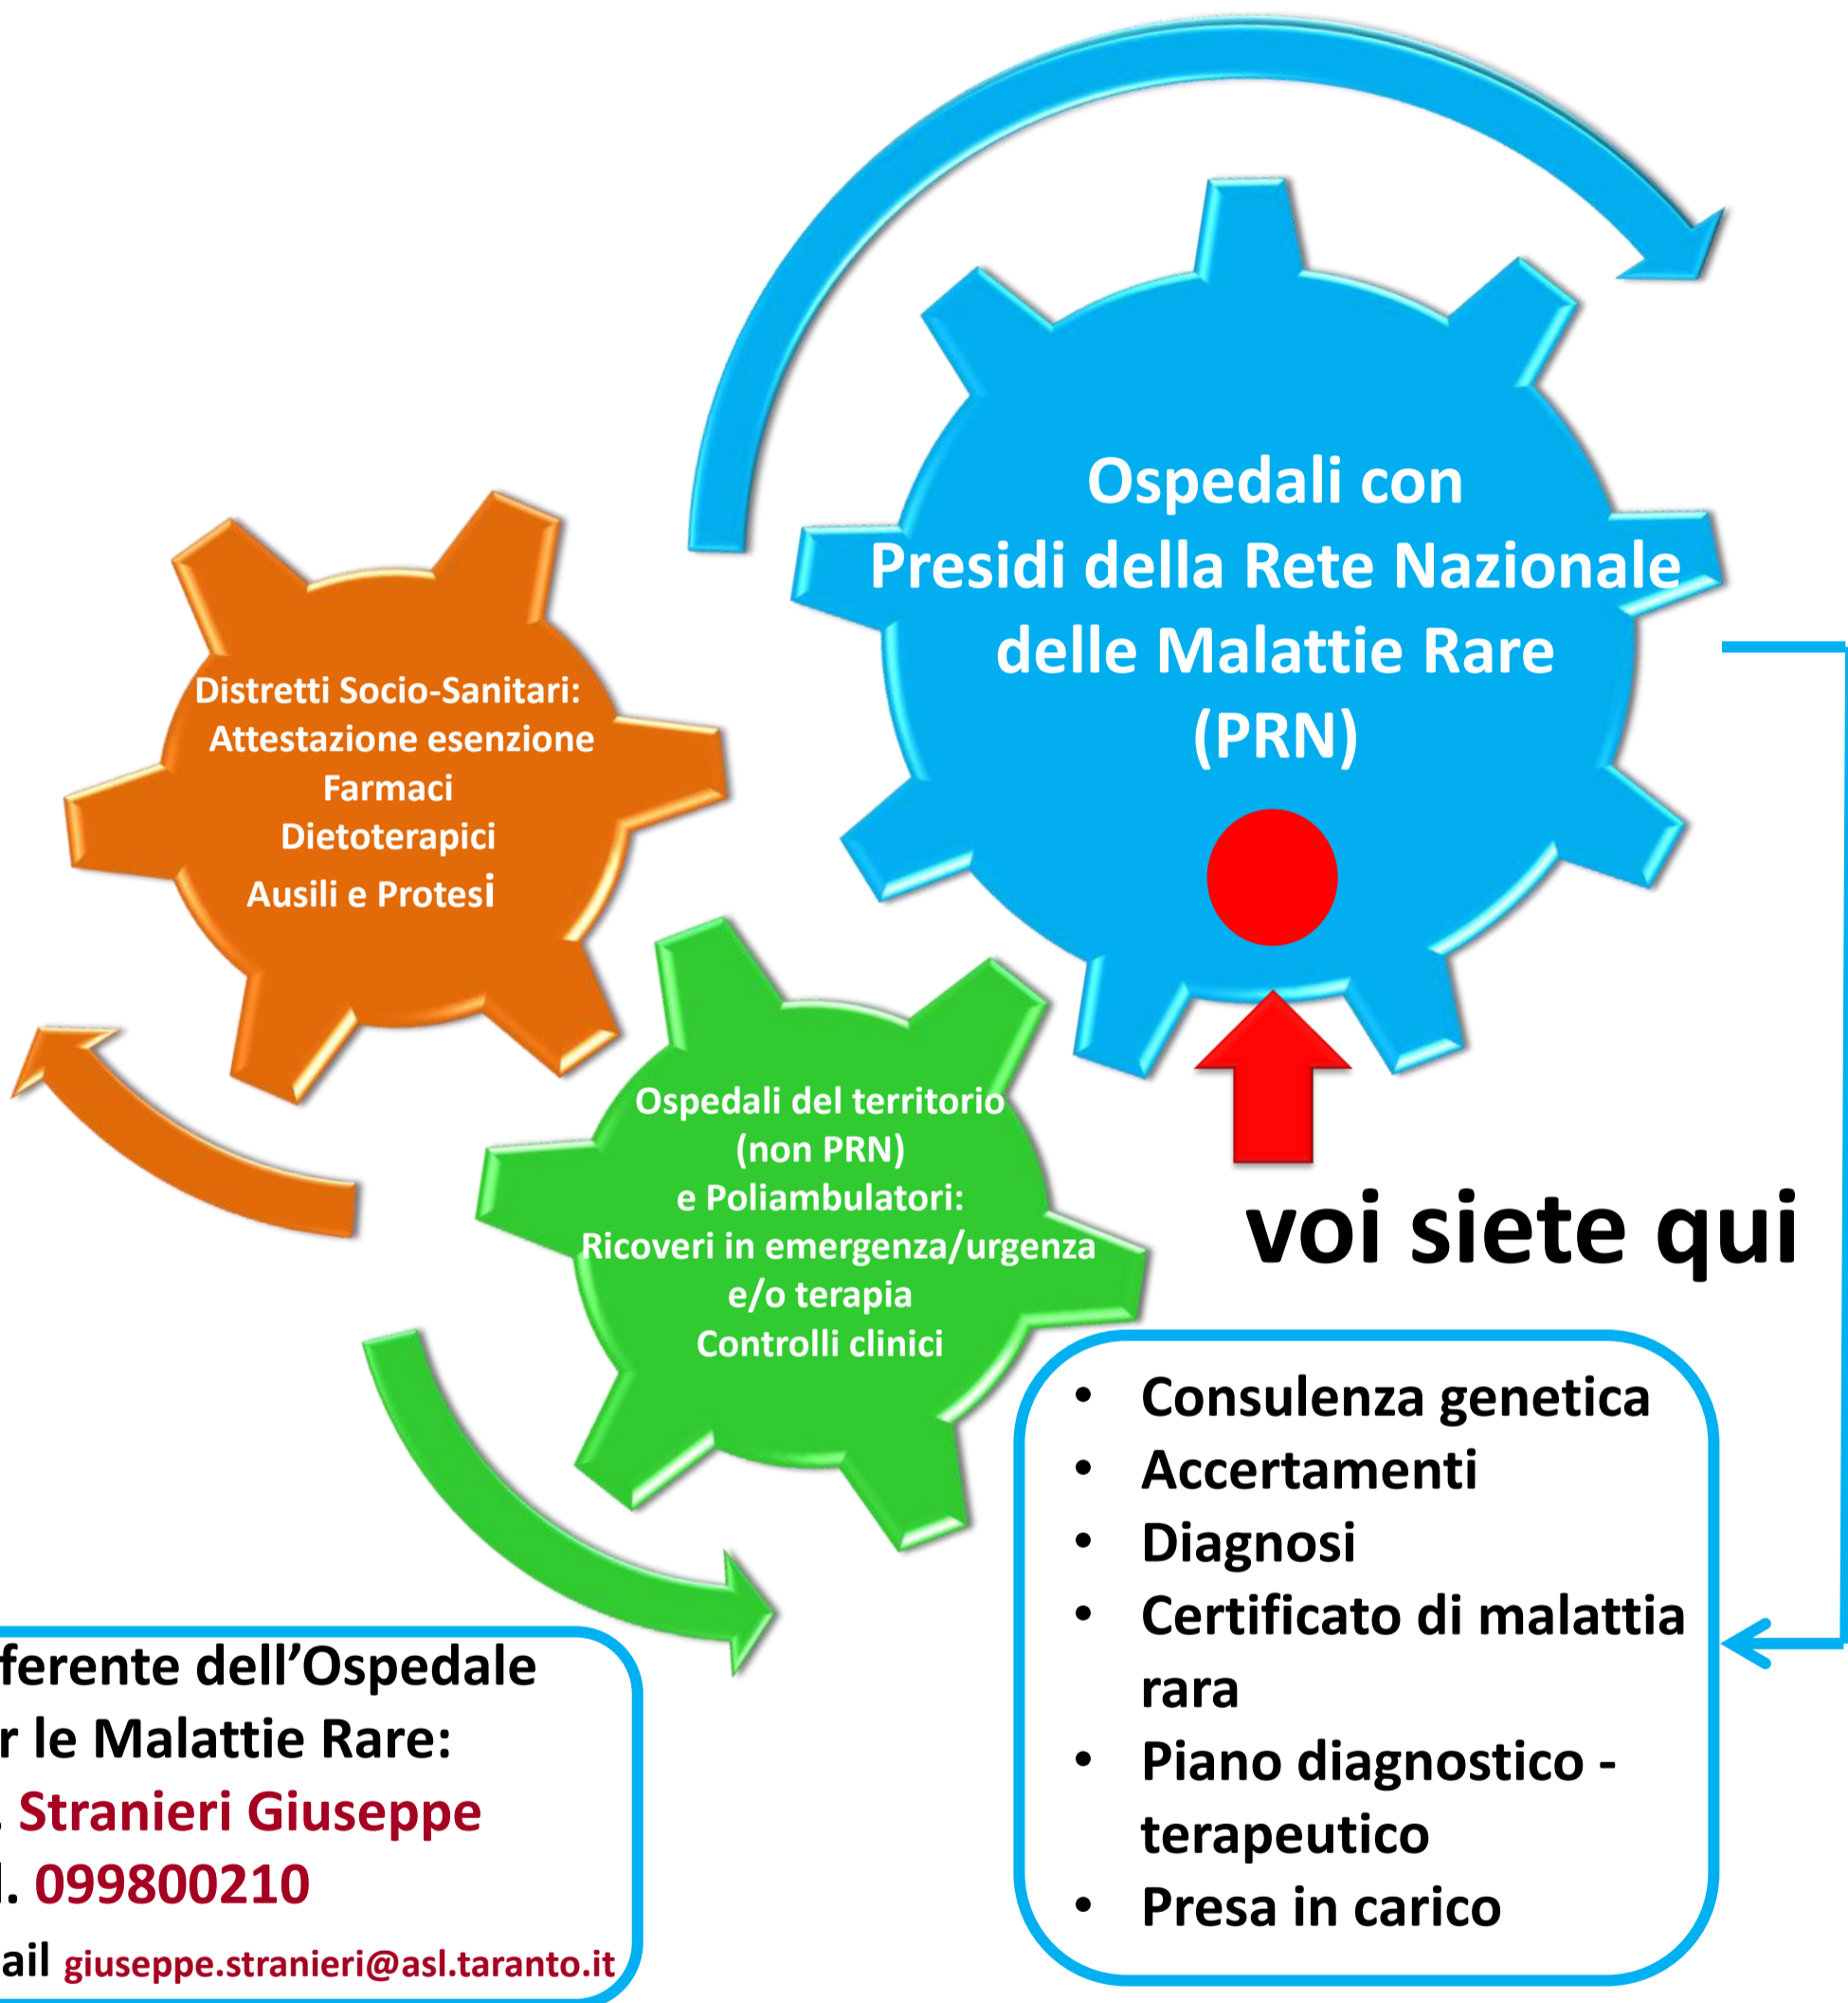 Ospedali con
Presidi della Rete Nazionale
delle Malattie Rare
(PRN)
Distretti Socio-Sanitari:
Attestazione esenzione
Farmaci
Dietoterapici
Ausili e Protesi
Ospedali del territorio
(non PRN)
e Poliambulatori:
Ricoveri in emergenza/urgenza
e/o terapia
Controlli clinici
voi siete qui
• Consulenza genetica
• Accertamenti
• Diagnosi
• Certificato di malattia
rara
• Piano diagnostico -
terapeutico
• Presa in carico
ferente dell’Ospedale
r le Malattie Rare:
. Stranieri Giuseppe
l. 099800210
ail giuseppe.stranieri@asl.taranto.it